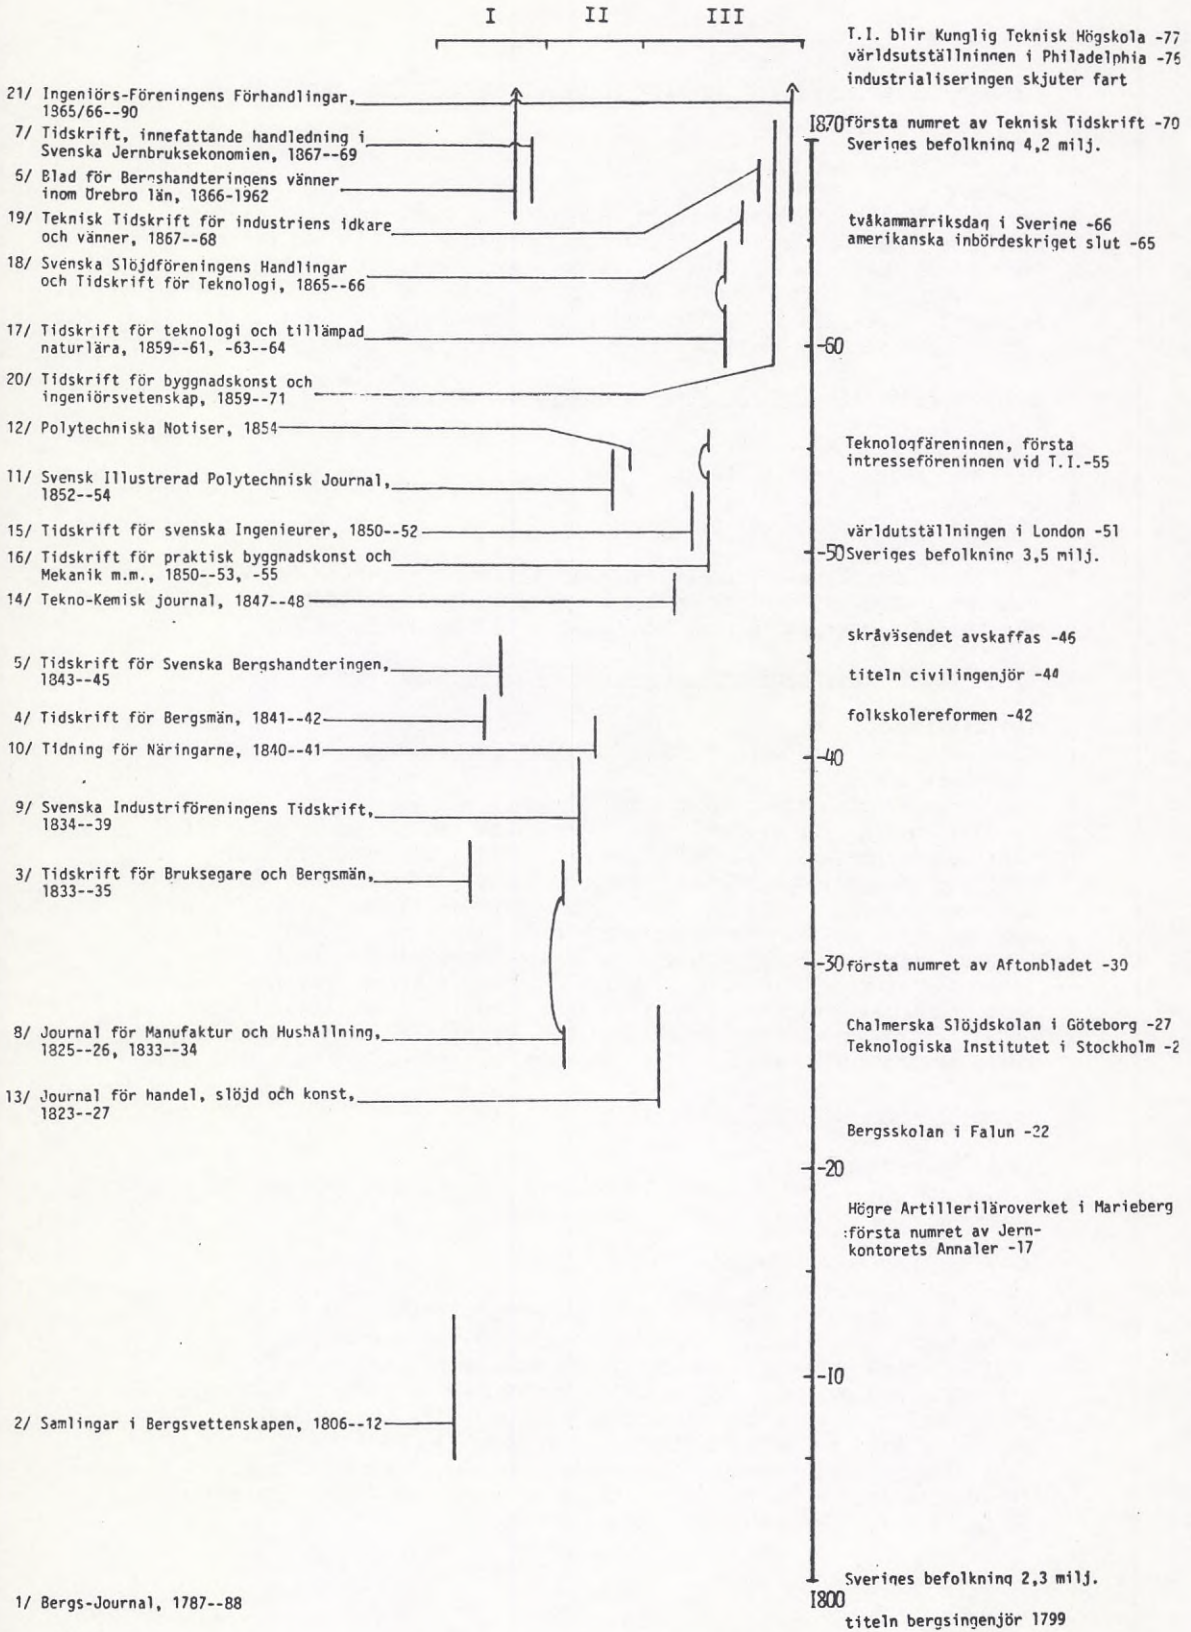 I II III
T.I. blir Kunglig Teknisk Högskola -77
världsutställningen i Philadelphia -76
industrialiseringen skjuter fart
21/ Ingeniörs-Föreningens Förhandlingar,
1865/66--90
1870 första numret av Teknisk Tidskrift -70
7/ Tidskrift, innefattande handledning i
Svenska Jernbruksekonomien, 1867--69
Sveriges befolkning 4,2 milj.
5/ Blad för Bergshandteringens vänner
inom Örebro län, 1866-1962
19/ Teknisk Tidskrift för industriens idkare
och vänner, 1867--68
tvåkammarriksdag i Sverige -66
amerikanska inbördeskriget slut -65
18/ Svenska Slöjdföreningens Handlingar
och Tidskrift för Teknologi, 1865--66
17/ Tidskrift för teknologi och tillämpad
naturlära, 1859--61, -63--64
-60
20/ Tidskrift för byggnadskonst och
ingeniörsvetenskap, 1859--71
12/ Polytechniska Notiser, 1854
Teknologfäreningen, första
intresseföreningen vid T.I.-55
11/ Svensk Illustrerad Polytechnisk Journal,
1852--54
15/ Tidskrift för svenska Ingenieurer, 1850--52
världutställningen i London -51
16/ Tidskrift för praktisk byggnadskonst och
Mekanik m.m., 1850--53, -55
-50 Sveriges befolkning 3,5 milj.
14/ Tekno-Kemisk journal, 1847--48
skråväsendet avskaffas -46
5/ Tidskrift för Svenska Bergshandteringen,
1843--45
titeln civilingenjör -44
4/ Tidskrift för Bergsmän, 1841--42
folkskolereformen -42
10/ Tidning för Näringarne, 1840--41
-40
9/ Svenska Industriföreningens Tidskrift,
1834--39
3/ Tidskrift för Bruksegare och Bergsmän,
1833--35
-30 första numret av Aftonbladet -30
8/ Journal för Manufaktur och Hushållning,
1825--26, 1833--34
Chalmerska Slöjdskolan i Göteborg -27
Teknologiska Institutet i Stockholm -2
13/ Journal för handel, slöjd och konst,
1823--27
Bergsskolan i Falun -22
-20
Högre Artilleriläroverket i Marieberg
:första numret av Jern-
kontorets Annaler -17
-10
2/ Samlingar i Bergsvettenskapen, 1806--12
Sveriges befolkning 2,3 milj.
1/ Bergs-Journal, 1787--88
1800
titeln bergsingenjör 1799